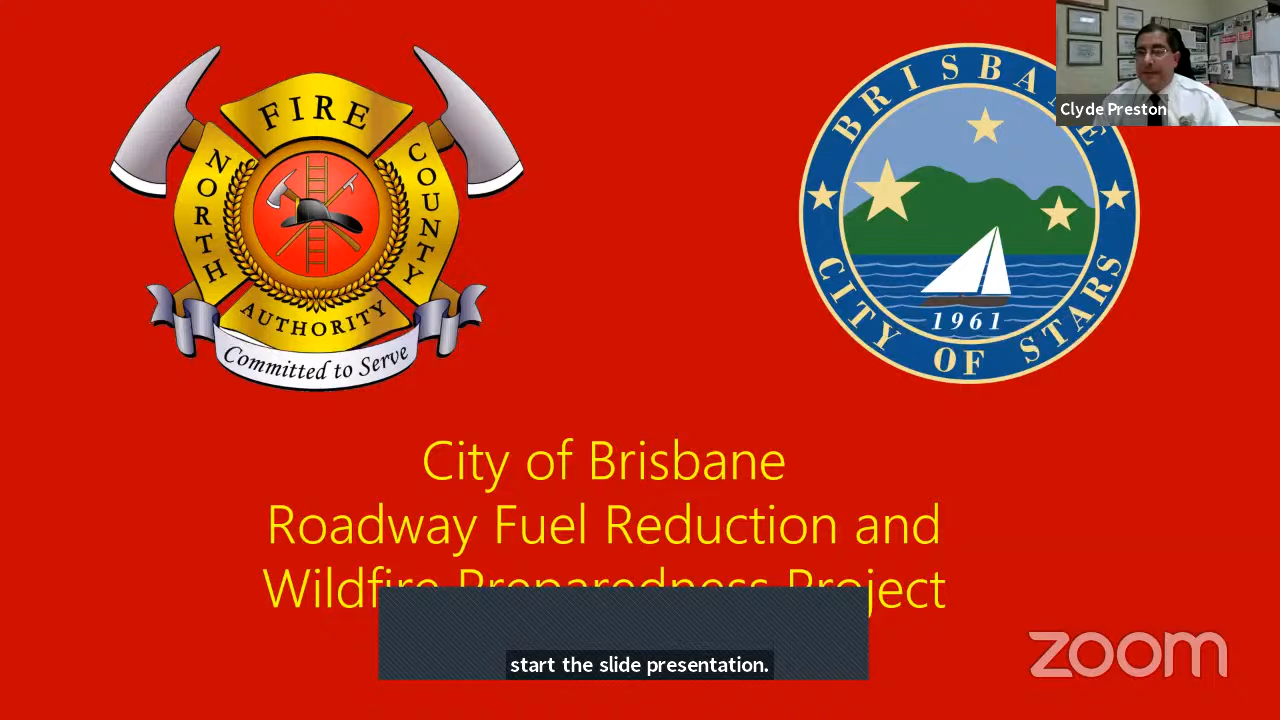 FIRE
NORTH
COUNTY
AUTHORITY
Committed to Serve
BRISBANE
CITY OF STARS
1961
Clyde Preston
City of Brisbane
Roadway Fuel Reduction and
Wildfire Preparedness Project
start the slide presentation.
zoom